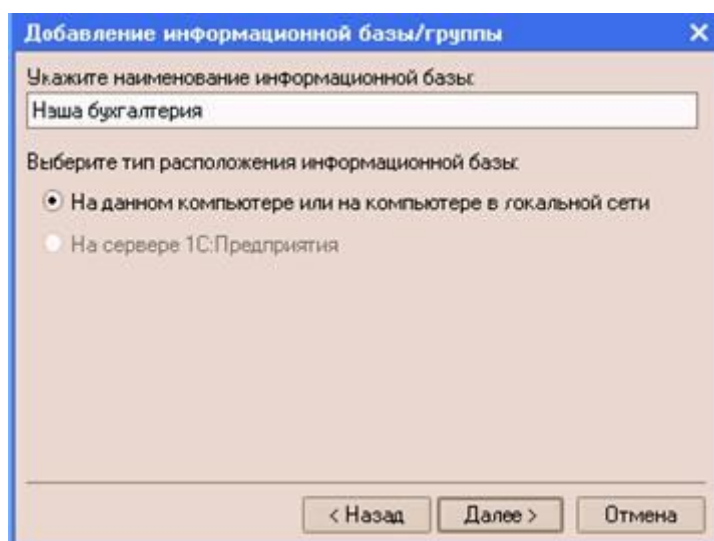 Добавление информационной базы/группы
Укажите наименование информационной базы:
Наша бухгалтерия
Выберите тип расположения информационной базы:
На данном компьютере или на компьютере в локальной сети
На сервере 1С:Предприятия
< Назад Далее > Отмена